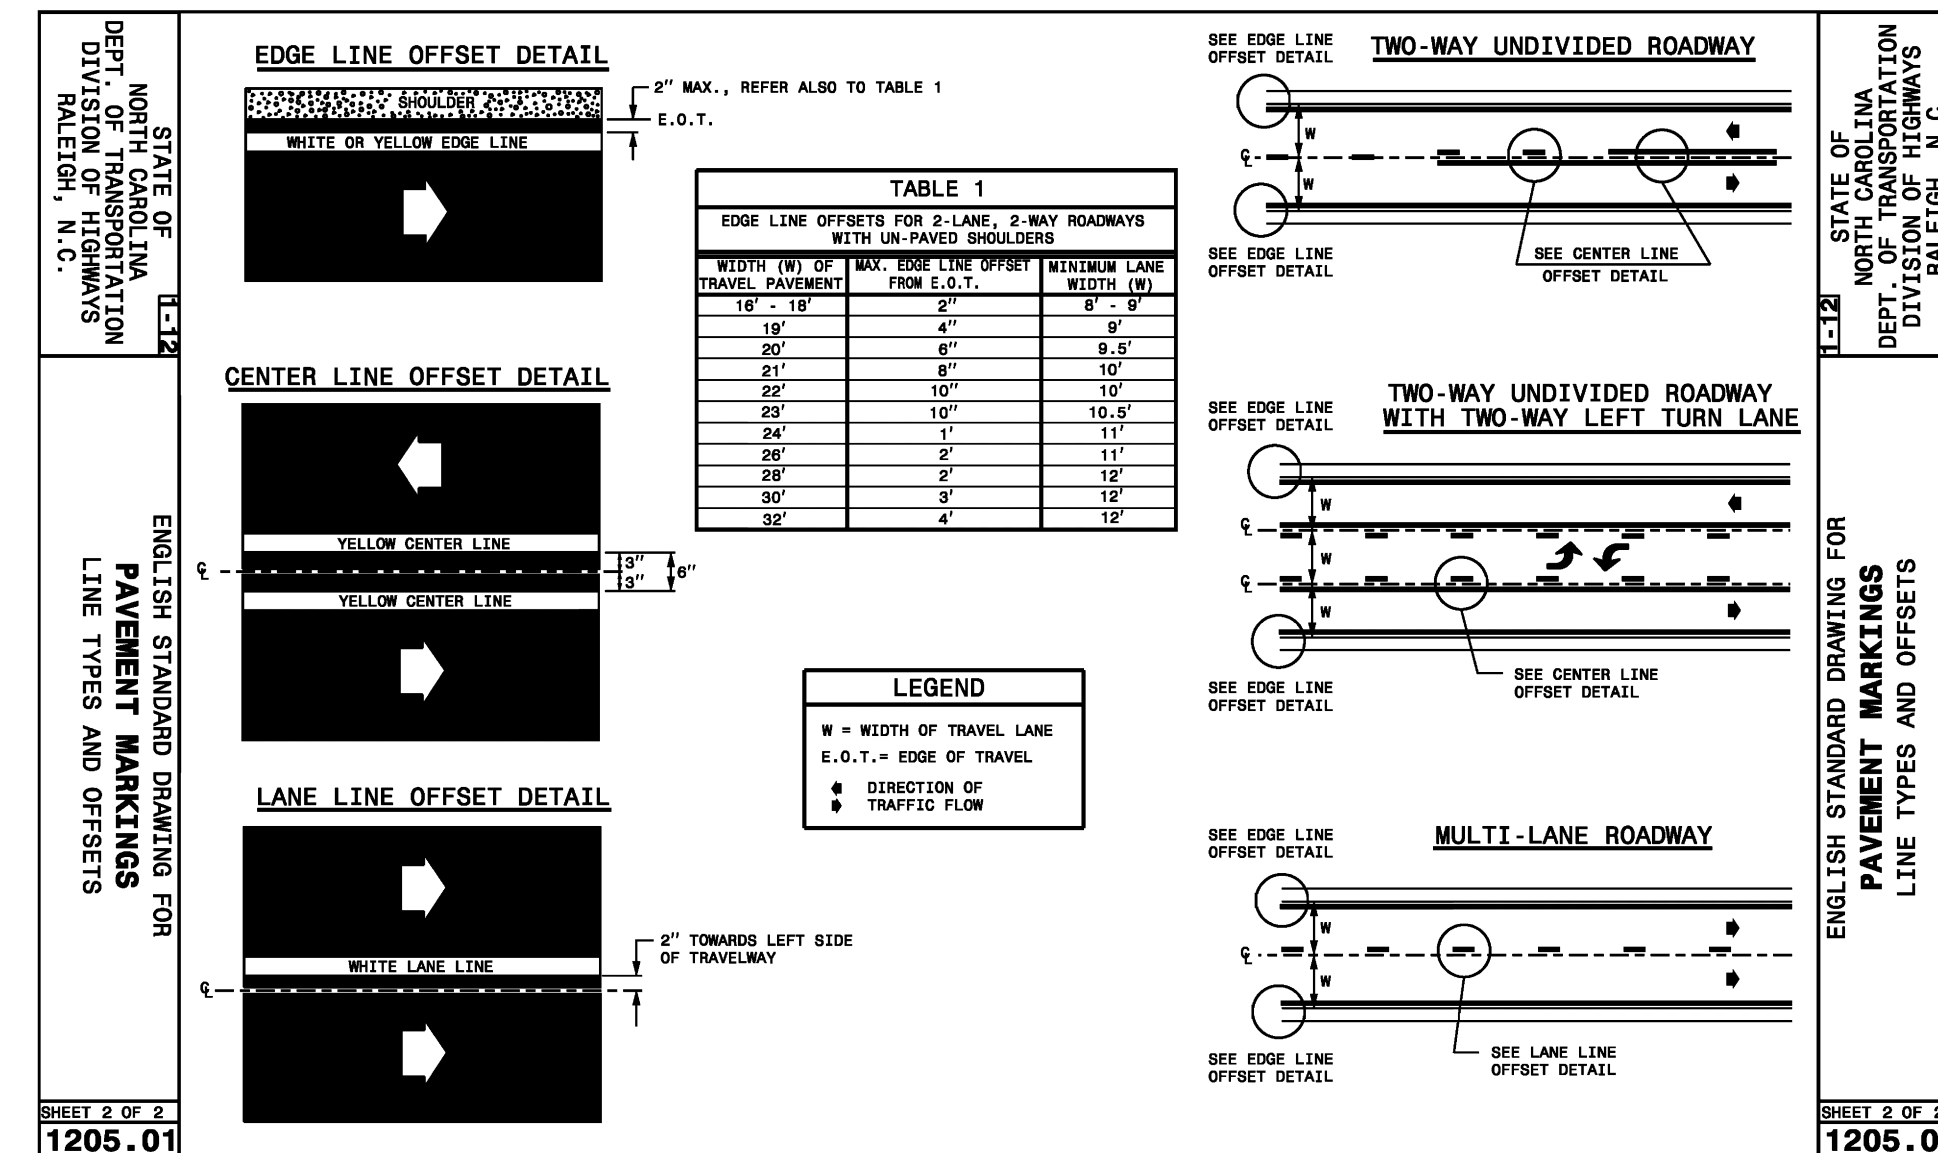 STATE OF
NORTH CAROLINA
DEPT. OF TRANSPORTATION
DIVISION OF HIGHWAYS
RALEIGH, N.C.
1-12
ENGLISH STANDARD DRAWING FOR
PAVEMENT MARKINGS
LINE TYPES AND OFFSETS
SHEET 2 OF 2
1205.01
EDGE LINE OFFSET DETAIL
SHOULDER
WHITE OR YELLOW EDGE LINE
2" MAX., REFER ALSO TO TABLE 1
E.O.T.
CENTER LINE OFFSET DETAIL
YELLOW CENTER LINE
℄
3"
3"
6"
YELLOW CENTER LINE
LANE LINE OFFSET DETAIL
WHITE LANE LINE
℄
2" TOWARDS LEFT SIDE
OF TRAVELWAY
TABLE 1
EDGE LINE OFFSETS FOR 2-LANE, 2-WAY ROADWAYS
WITH UN-PAVED SHOULDERS
WIDTH (W) OF TRAVEL PAVEMENT MAX. EDGE LINE OFFSET FROM E.O.T. MINIMUM LANE WIDTH (W)
16' - 18' 2" 8' - 9'
19' 4" 9'
20' 6" 9.5'
21' 8" 10'
22' 10" 10'
23' 10" 10.5'
24' 1' 11'
26' 2' 11'
28' 2' 12'
30' 3' 12'
32' 4' 12'
LEGEND
W = WIDTH OF TRAVEL LANE
E.O.T.= EDGE OF TRAVEL
DIRECTION OF
TRAFFIC FLOW
TWO-WAY UNDIVIDED ROADWAY
SEE EDGE LINE
OFFSET DETAIL
W
℄
W
SEE EDGE LINE
OFFSET DETAIL
SEE CENTER LINE
OFFSET DETAIL
TWO-WAY UNDIVIDED ROADWAY
WITH TWO-WAY LEFT TURN LANE
SEE EDGE LINE
OFFSET DETAIL
W
℄
W
℄
W
SEE CENTER LINE
OFFSET DETAIL
SEE EDGE LINE
OFFSET DETAIL
MULTI-LANE ROADWAY
SEE EDGE LINE
OFFSET DETAIL
W
℄
W
SEE LANE LINE
OFFSET DETAIL
SEE EDGE LINE
OFFSET DETAIL
STATE OF
NORTH CAROLINA
DEPT. OF TRANSPORTATION
DIVISION OF HIGHWAYS
1-12
ENGLISH STANDARD DRAWING FOR
PAVEMENT MARKINGS
LINE TYPES AND OFFSETS
SHEET 2 OF
1205.0